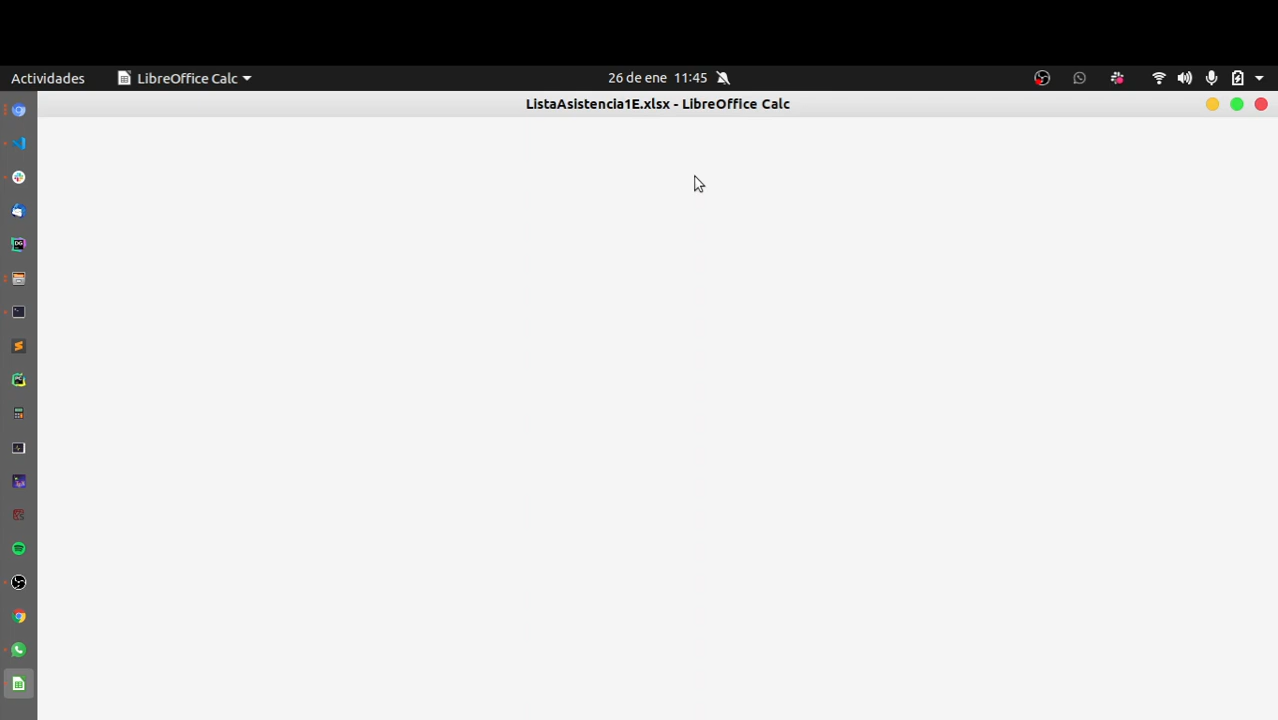 Actividades LibreOffice Calc 26 de ene 11:45
ListaAsistencia1E.xlsx - LibreOffice Calc